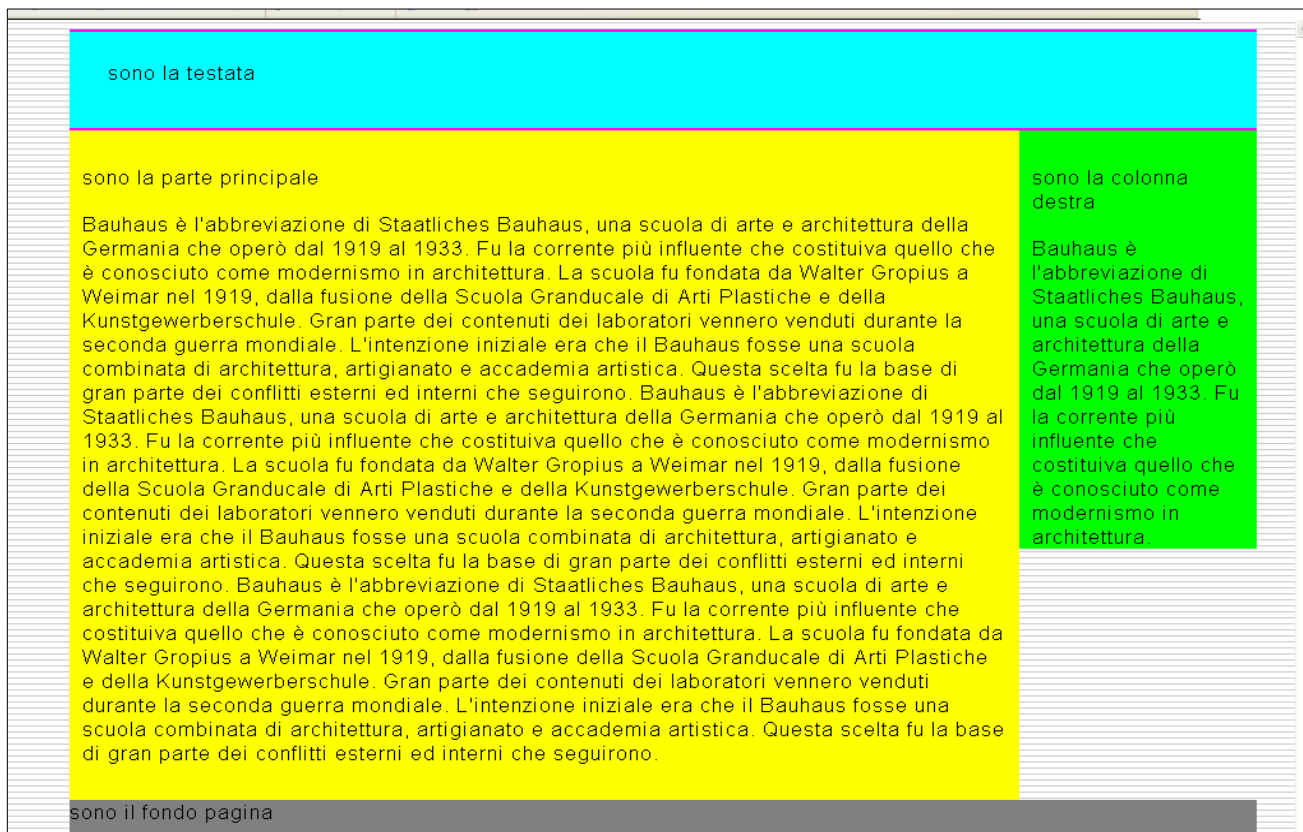 sono la testata
sono la parte principale
Bauhaus è l'abbreviazione di Staatliches Bauhaus, una scuola di arte e architettura della
Germania che operò dal 1919 al 1933. Fu la corrente più influente che costituiva quello che
è conosciuto come modernismo in architettura. La scuola fu fondata da Walter Gropius a
Weimar nel 1919, dalla fusione della Scuola Granducale di Arti Plastiche e della
Kunstgewerberschule. Gran parte dei contenuti dei laboratori vennero venduti durante la
seconda guerra mondiale. L'intenzione iniziale era che il Bauhaus fosse una scuola
combinata di architettura, artigianato e accademia artistica. Questa scelta fu la base di
gran parte dei conflitti esterni ed interni che seguirono. Bauhaus è l'abbreviazione di
Staatliches Bauhaus, una scuola di arte e architettura della Germania che operò dal 1919 al
1933. Fu la corrente più influente che costituiva quello che è conosciuto come modernismo
in architettura. La scuola fu fondata da Walter Gropius a Weimar nel 1919, dalla fusione
della Scuola Granducale di Arti Plastiche e della Kunstgewerberschule. Gran parte dei
contenuti dei laboratori vennero venduti durante la seconda guerra mondiale. L'intenzione
iniziale era che il Bauhaus fosse una scuola combinata di architettura, artigianato e
accademia artistica. Questa scelta fu la base di gran parte dei conflitti esterni ed interni
che seguirono. Bauhaus è l'abbreviazione di Staatliches Bauhaus, una scuola di arte e
architettura della Germania che operò dal 1919 al 1933. Fu la corrente più influente che
costituiva quello che è conosciuto come modernismo in architettura. La scuola fu fondata da
Walter Gropius a Weimar nel 1919, dalla fusione della Scuola Granducale di Arti Plastiche
e della Kunstgewerberschule. Gran parte dei contenuti dei laboratori vennero venduti
durante la seconda guerra mondiale. L'intenzione iniziale era che il Bauhaus fosse una
scuola combinata di architettura, artigianato e accademia artistica. Questa scelta fu la base
di gran parte dei conflitti esterni ed interni che seguirono.
sono la colonna
destra
Bauhaus è
l'abbreviazione di
Staatliches Bauhaus,
una scuola di arte e
architettura della
Germania che operò
dal 1919 al 1933. Fu
la corrente più
influente che
costituiva quello che
è conosciuto come
modernismo in
architettura.
sono il fondo pagina